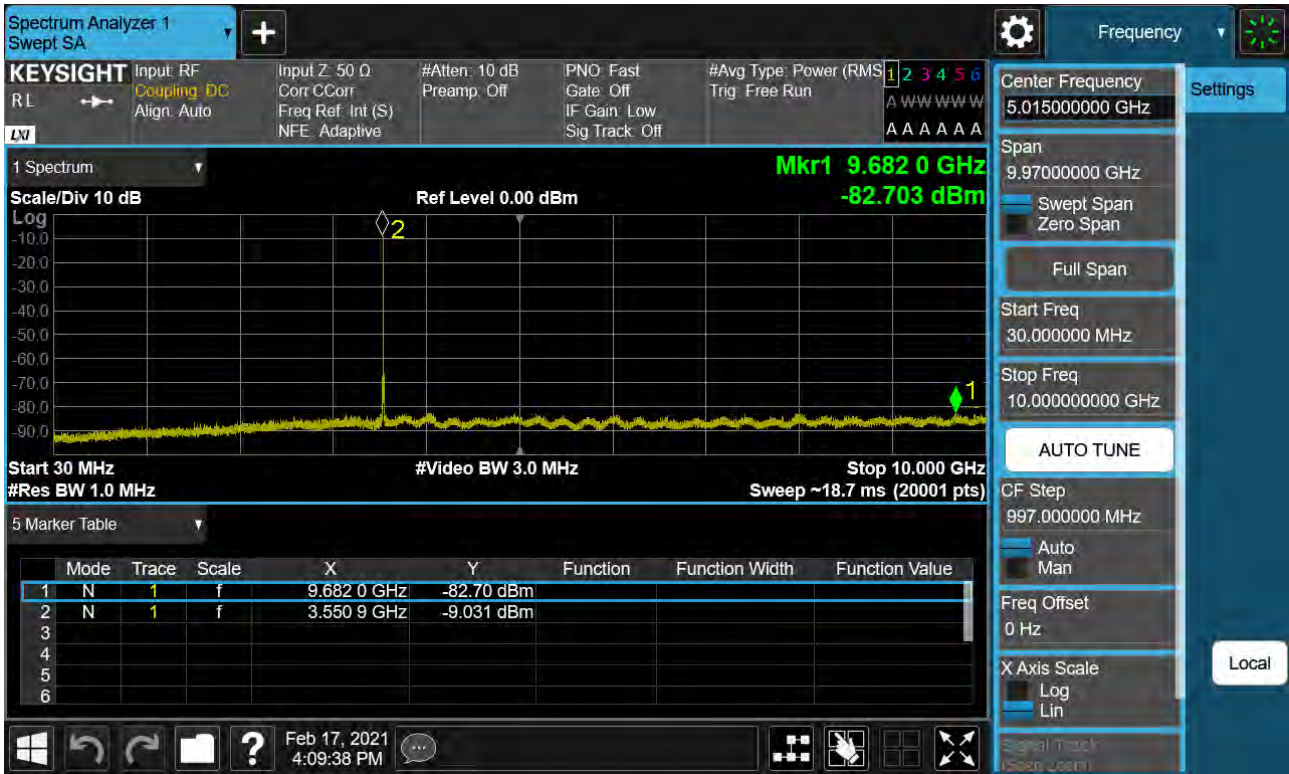 Spectrum Analyzer 1
Swept SA
+
Frequency
KEYSIGHT
RL
LXI
Input: RF
Coupling: DC
Align: Auto
Input Z: 50 Ω
Corr CCorr
Freq Ref: Int (S)
NFE: Adaptive
#Atten: 10 dB
Preamp: Off
PNO: Fast
Gate: Off
IF Gain: Low
Sig Track: Off
#Avg Type: Power (RMS
Trig: Free Run
1 2 3 4 5 6
A W W W W W
A A A A A A
Center Frequency
5.015000000 GHz
Settings
Span
9.97000000 GHz
Swept Span
Zero Span
Full Span
Start Freq
30.000000 MHz
Stop Freq
10.000000000 GHz
AUTO TUNE
CF Step
997.000000 MHz
Auto
Man
Freq Offset
0 Hz
X Axis Scale
Log
Lin
Signal Track
(Span Zoom)
Local
1 Spectrum
Mkr1 9.682 0 GHz
-82.703 dBm
Scale/Div 10 dB
Ref Level 0.00 dBm
Log
-10.0
-20.0
-30.0
-40.0
-50.0
-60.0
-70.0
-80.0
-90.0
2
1
Start 30 MHz
#Video BW 3.0 MHz
Stop 10.000 GHz
#Res BW 1.0 MHz
Sweep ~18.7 ms (20001 pts)
5 Marker Table
Mode Trace Scale X Y Function Function Width Function Value
1 N 1 f 9.682 0 GHz -82.70 dBm
2 N 1 f 3.550 9 GHz -9.031 dBm
3
4
5
6
?
Feb 17, 2021
4:09:38 PM